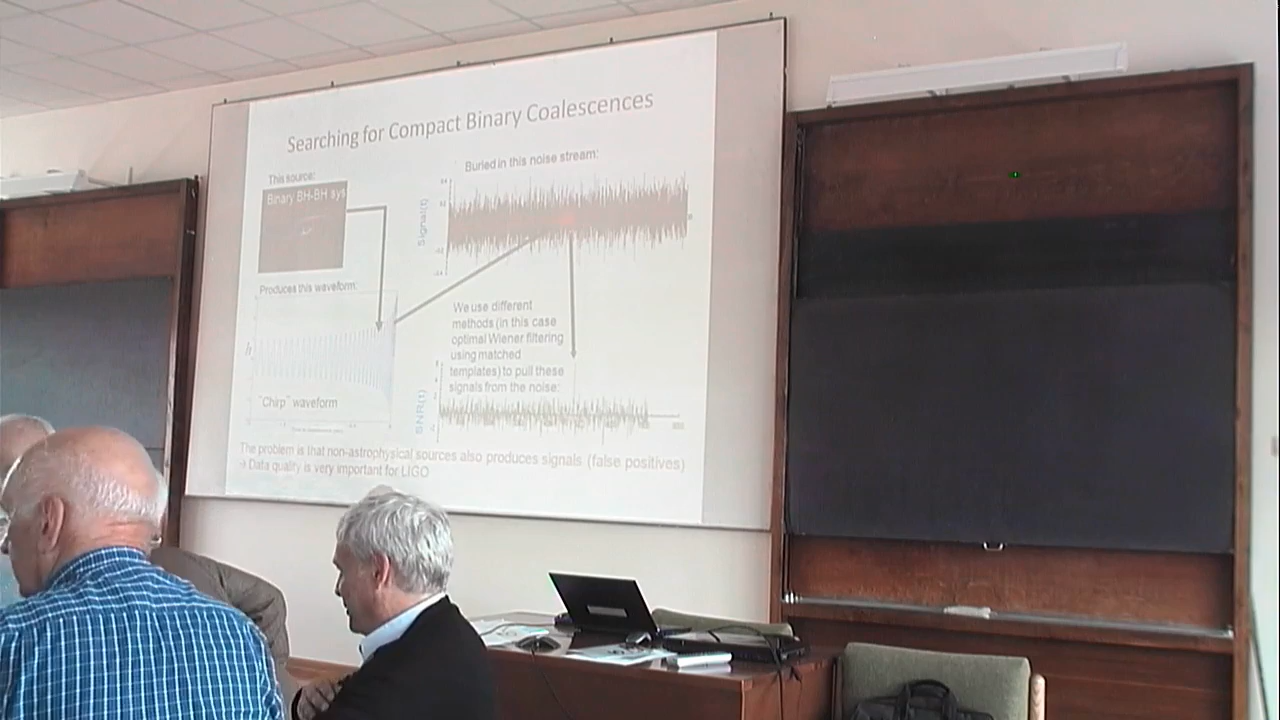 Searching for Compact Binary Coalescences
This source:
Binary BH-BH sys
Buried in this noise stream:
Signal(t)
Produces this waveform:
h
"Chirp" waveform
We use different
methods (in this case
optimal Wiener filtering
using matched
templates) to pull these
signals from the noise:
SNR(t)
The problem is that non-astrophysical sources also produces signals (false positives)
→ Data quality is very important for LIGO